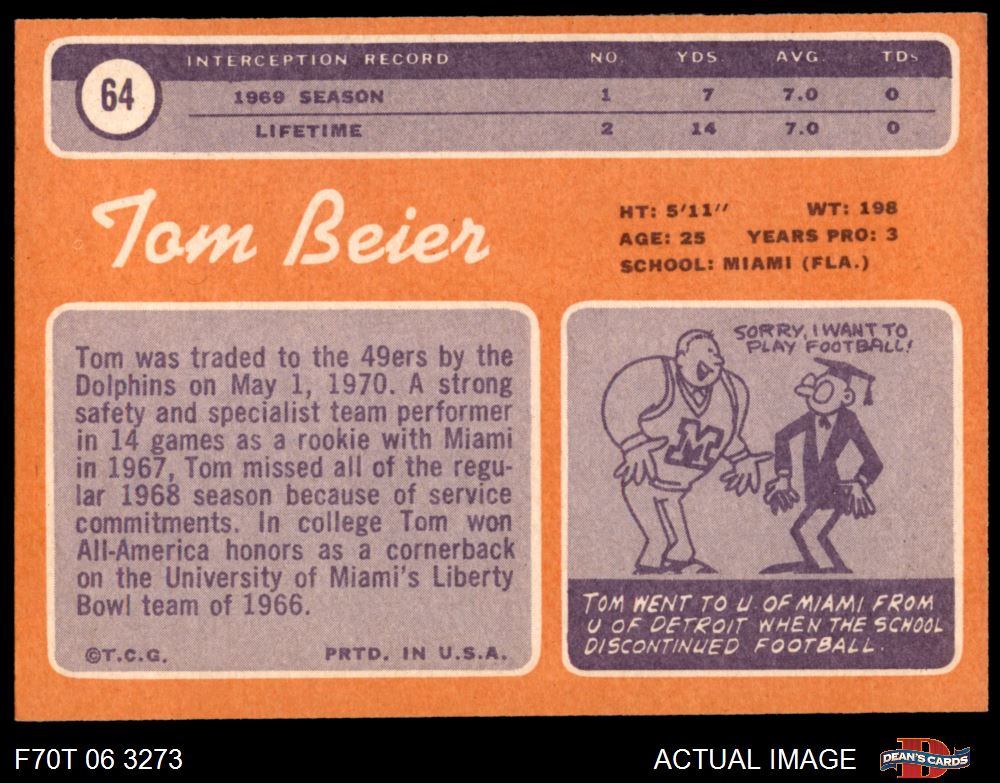 INTERCEPTION RECORD NO. YDS. AVG. TDs
64
1969 SEASON 1 7 7.0 0
LIFETIME 2 14 7.0 0
Tom Beier
HT: 5'11" WT: 198
AGE: 25 YEARS PRO: 3
SCHOOL: MIAMI (FLA.)
Tom was traded to the 49ers by the
Dolphins on May 1, 1970. A strong
safety and specialist team performer
in 14 games as a rookie with Miami
in 1967, Tom missed all of the regu-
lar 1968 season because of service
commitments. In college Tom won
All-America honors as a cornerback
on the University of Miami's Liberty
Bowl team of 1966.
©T.C.G. PRTD. IN U.S.A.
SORRY, I WANT TO
PLAY FOOTBALL!
M
TOM WENT TO U OF MIAMI FROM
U OF DETROIT WHEN THE SCHOOL
DISCONTINUED FOOTBALL.
F70T 06 3273 ACTUAL IMAGE D DEAN'S CARDS